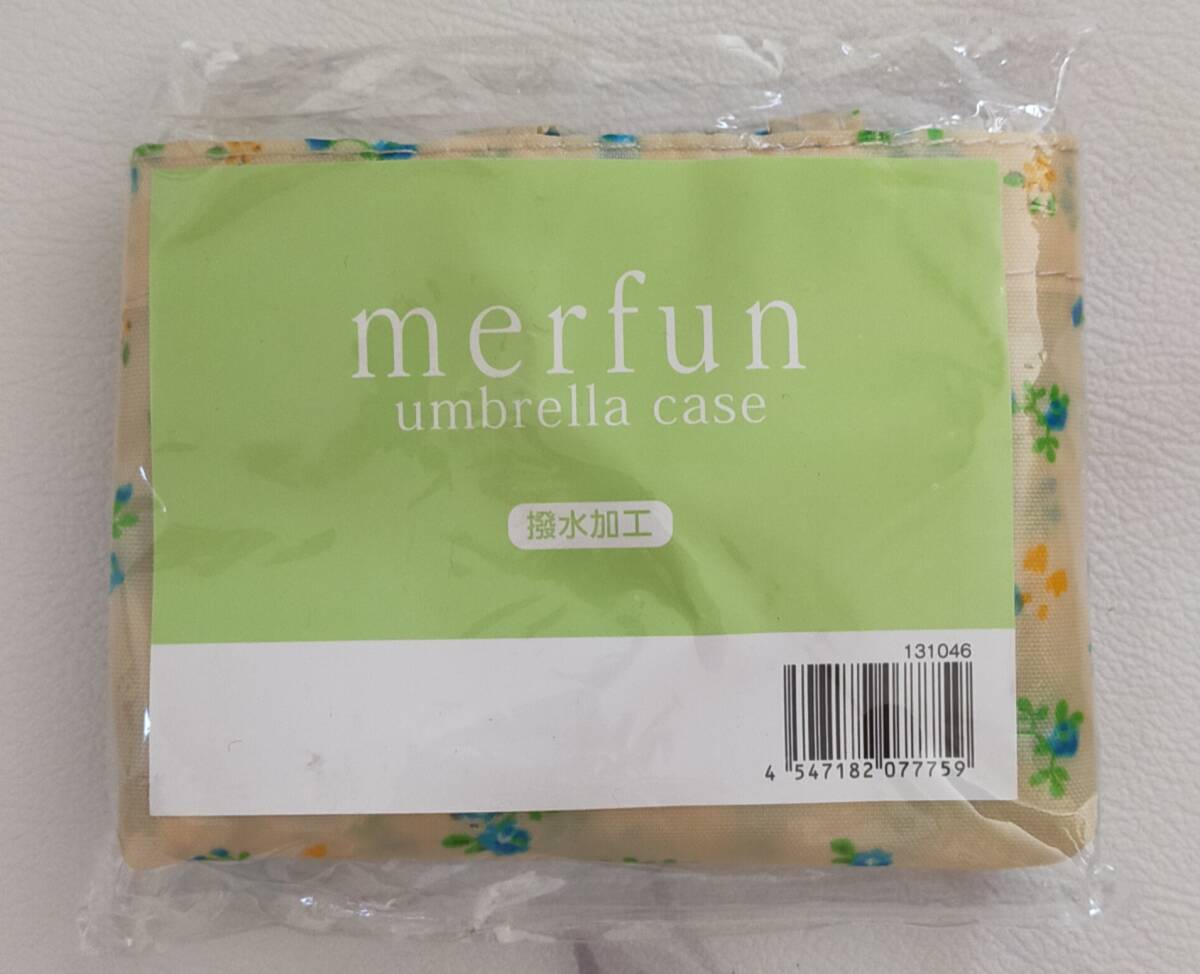 merfun
umbrella case
撥水加工
131046
4 547182 077759